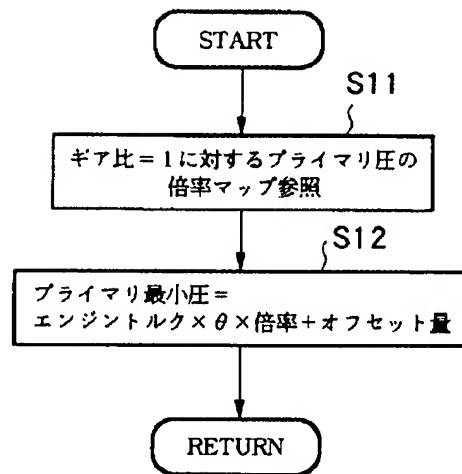 START
S11
ギア比=1に対するプライマリ圧の
倍率マップ参照
S12
プライマリ最小圧=
エンジントルク×θ×倍率+オフセット量
RETURN